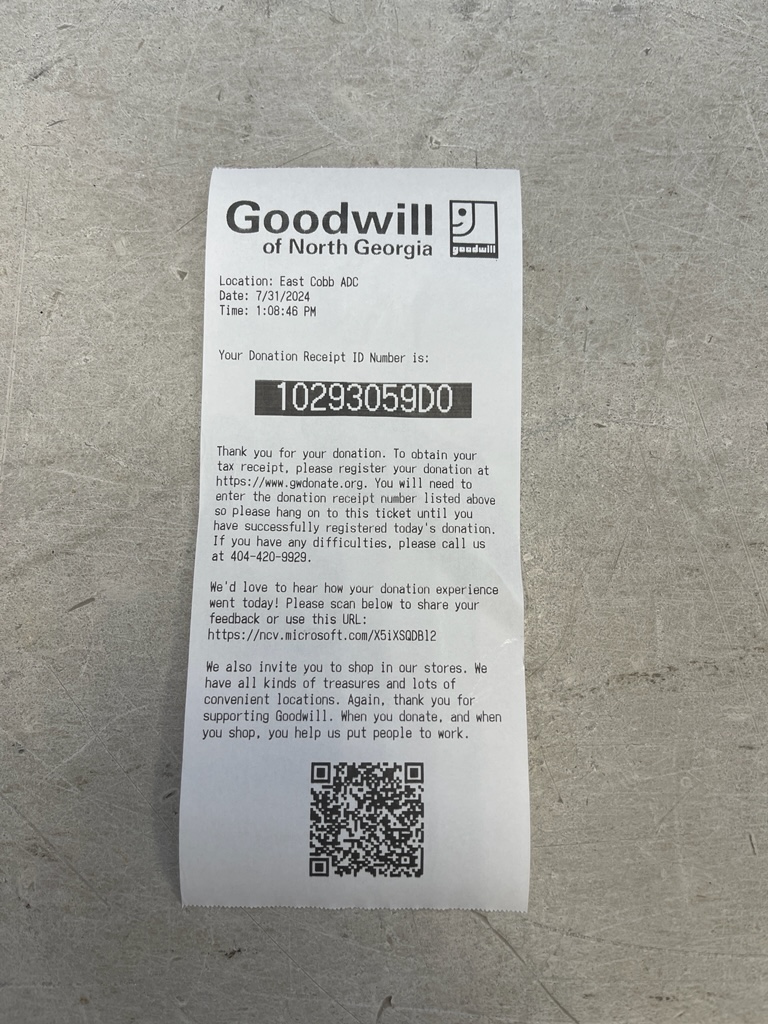 Goodwill
of North Georgia
goodwill
Location: East Cobb ADC
Date: 7/31/2024
Time: 1:08:46 PM
Your Donation Receipt ID Number is:
10293059D0
Thank you for your donation. To obtain your
tax receipt, please register your donation at
https://www.gwdonate.org. You will need to
enter the donation receipt number listed above
so please hang on to this ticket until you
have successfully registered today's donation.
If you have any difficulties, please call us
at 404-420-9929.
We'd love to hear how your donation experience
went today! Please scan below to share your
feedback or use this URL:
https://ncv.microsoft.com/X5iXSQDBl2
We also invite you to shop in our stores. We
have all kinds of treasures and lots of
convenient locations. Again, thank you for
supporting Goodwill. When you donate, and when
you shop, you help us put people to work.